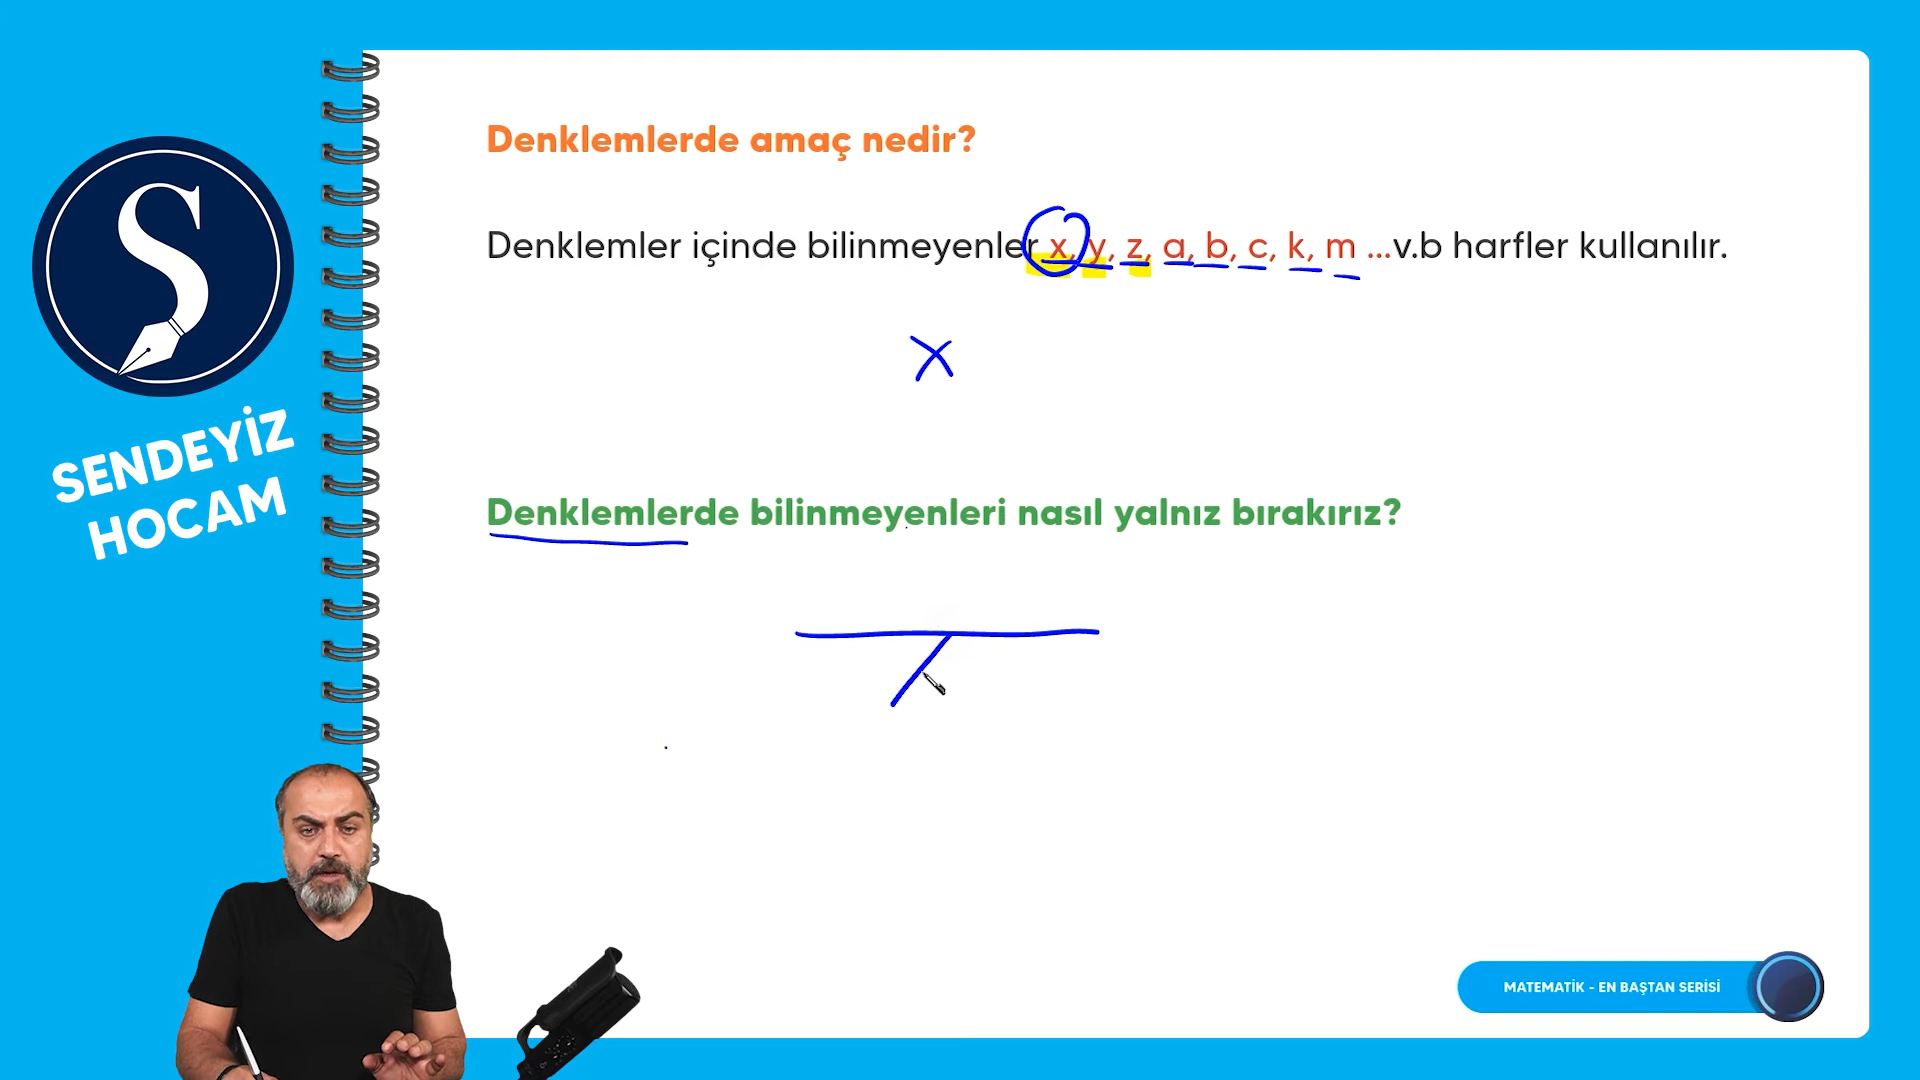 Denklemlerde amaç nedir?
Denklemler içinde bilinmeyenler x, y, z, a, b, c, k, m ...v.b harfler kullanılır.
x
Denklemlerde bilinmeyenleri nasıl yalnız bırakırız?
S
SENDEYİZ
HOCAM
MATEMATİK - EN BAŞTAN SERİSİ